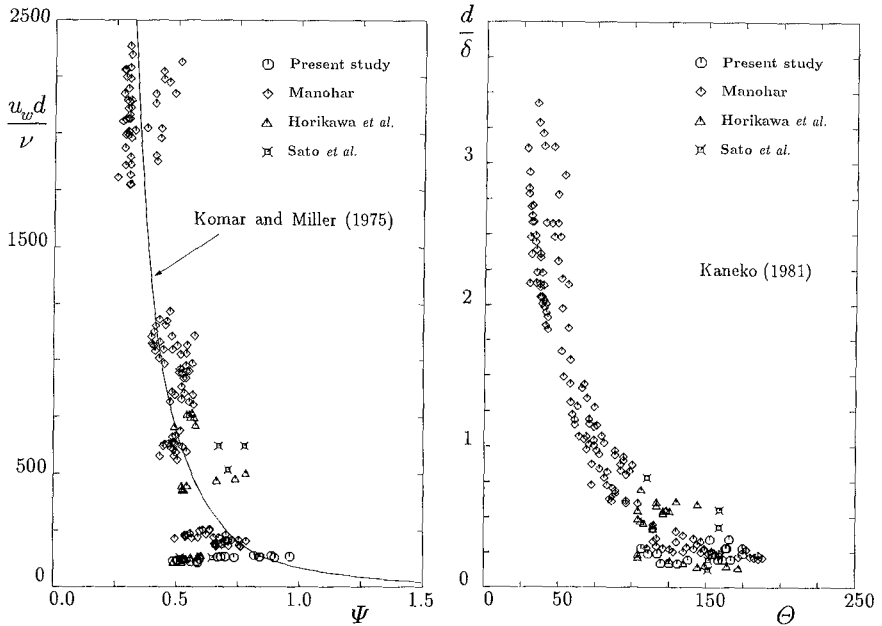 2500
u_w d
ν
1500
500
0
0.0
0.5
1.0
1.5
Ψ
Present study
Manohar
Horikawa et al.
Sato et al.
Komar and Miller (1975)
d
δ
3
2
1
0
0
50
150
250
Θ
Present study
Manohar
Horikawa et al.
Sato et al.
Kaneko (1981)